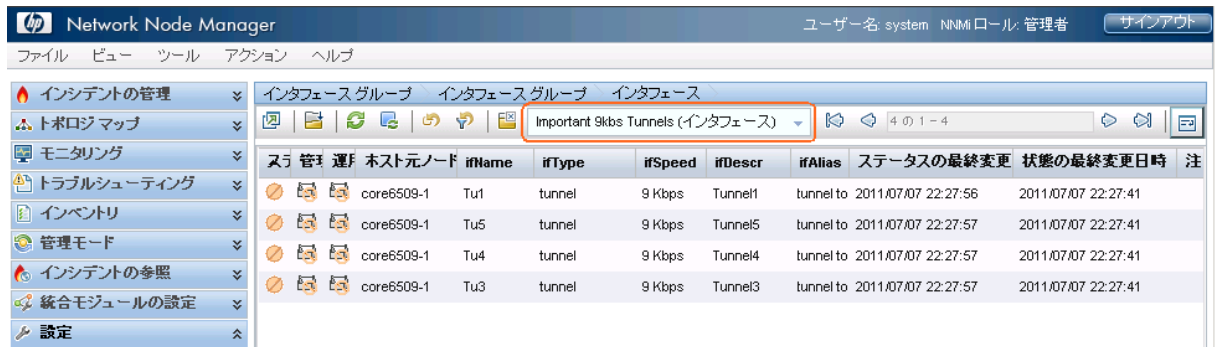 hp Network Node Manager ユーザー名: system NNMi ロール: 管理者 サインアウト
ファイル ビュー ツール アクション ヘルプ
インシデントの管理
トポロジ マップ
モニタリング
トラブルシューティング
インベントリ
管理モード
インシデントの参照
統合モジュールの設定
設定
インタフェース グループ インタフェース グループ インタフェース
Important 9kbs Tunnels (インタフェース) 4 の 1 - 4
管理 運用 ホスト元ノード ifName ifType ifSpeed ifDescr ifAlias ステータスの最終変更 状態の最終変更日時 注
core6509-1 Tu1 tunnel 9 Kbps Tunnel1 tunnel to 2011/07/07 22:27:56 2011/07/07 22:27:41
core6509-1 Tu5 tunnel 9 Kbps Tunnel5 tunnel to 2011/07/07 22:27:57 2011/07/07 22:27:41
core6509-1 Tu4 tunnel 9 Kbps Tunnel4 tunnel to 2011/07/07 22:27:57 2011/07/07 22:27:41
core6509-1 Tu3 tunnel 9 Kbps Tunnel3 tunnel to 2011/07/07 22:27:57 2011/07/07 22:27:41